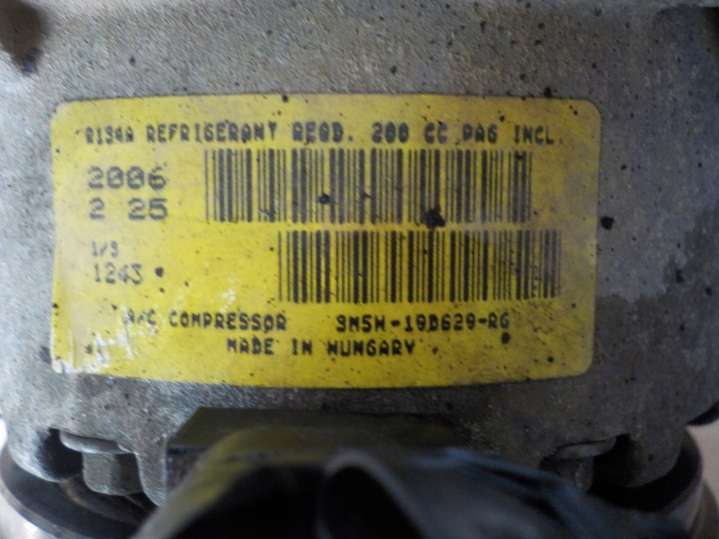 R134A REFRIGERANT REQD. 200 CC PAG INCL.
2006
2 25
1/3
1243
A/C COMPRESSOR 3M5H-19D629-RG
MADE IN HUNGARY